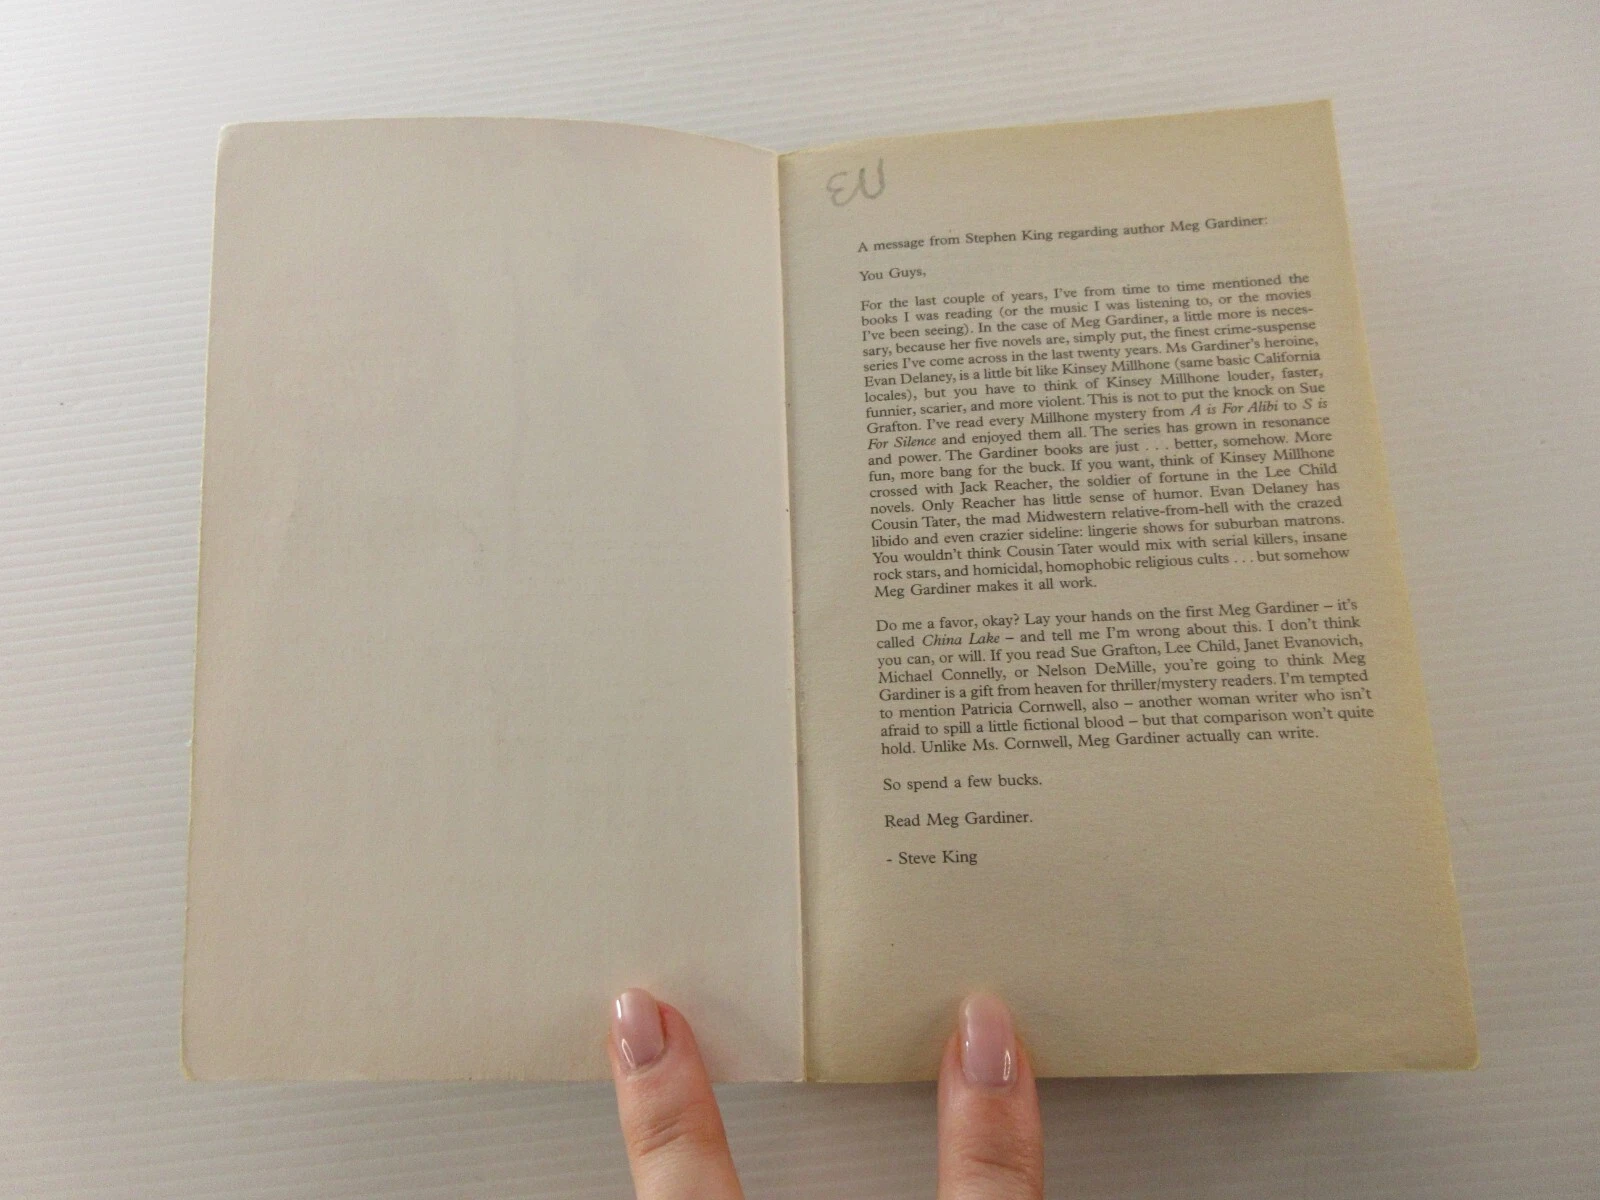 A message from Stephen King regarding author Meg Gardiner:
You Guys,
For the last couple of years, I've from time to time mentioned the
books I was reading (or the music I was listening to, or the movies
I've been seeing). In the case of Meg Gardiner, a little more is neces-
sary, because her five novels are, simply put, the finest crime-suspense
series I've come across in the last twenty years. Ms Gardiner's heroine,
Evan Delaney, is a little bit like Kinsey Millhone (same basic California
locales), but you have to think of Kinsey Millhone louder, faster,
funnier, scarier, and more violent. This is not to put the knock on Sue
Grafton. I've read every Millhone mystery from A is For Alibi to S is
For Silence and enjoyed them all. The series has grown in resonance
and power. The Gardiner books are just . . . better, somehow. More
fun, more bang for the buck. If you want, think of Kinsey Millhone
crossed with Jack Reacher, the soldier of fortune in the Lee Child
novels. Only Reacher has little sense of humor. Evan Delaney has
Cousin Tater, the mad Midwestern relative-from-hell with the crazed
libido and even crazier sideline: lingerie shows for suburban matrons.
You wouldn't think Cousin Tater would mix with serial killers, insane
rock stars, and homicidal, homophobic religious cults . . . but somehow
Meg Gardiner makes it all work.
Do me a favor, okay? Lay your hands on the first Meg Gardiner – it's
called China Lake – and tell me I'm wrong about this. I don't think
you can, or will. If you read Sue Grafton, Lee Child, Janet Evanovich,
Michael Connelly, or Nelson DeMille, you're going to think Meg
Gardiner is a gift from heaven for thriller/mystery readers. I'm tempted
to mention Patricia Cornwell, also – another woman writer who isn't
afraid to spill a little fictional blood – but that comparison won't quite
hold. Unlike Ms. Cornwell, Meg Gardiner actually can write.
So spend a few bucks.
Read Meg Gardiner.
- Steve King